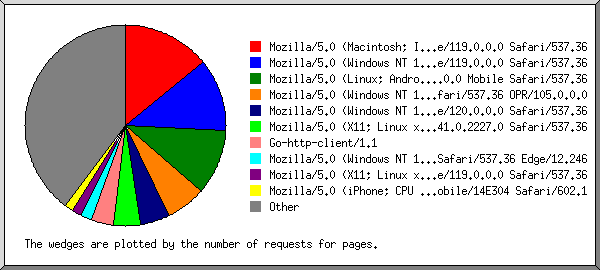 Mozilla/5.0 (Macintosh; I...e/119.0.0.0 Safari/537.36
Mozilla/5.0 (Windows NT 1...e/119.0.0.0 Safari/537.36
Mozilla/5.0 (Linux; Andro....0.0 Mobile Safari/537.36
Mozilla/5.0 (Windows NT 1...fari/537.36 OPR/105.0.0.0
Mozilla/5.0 (Windows NT 1...e/120.0.0.0 Safari/537.36
Mozilla/5.0 (X11; Linux x...41.0.2227.0 Safari/537.36
Go-http-client/1.1
Mozilla/5.0 (Windows NT 1...Safari/537.36 Edge/12.246
Mozilla/5.0 (X11; Linux x...e/119.0.0.0 Safari/537.36
Mozilla/5.0 (iPhone; CPU ...obile/14E304 Safari/602.1
Other
The wedges are plotted by the number of requests for pages.